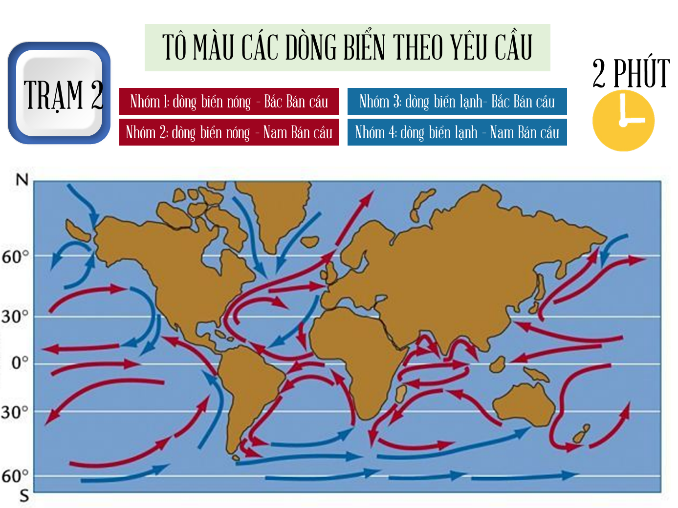 TÔ MÀU CÁC DÒNG BIỂN THEO YÊU CẦU
TRẠM 2
2 PHÚT
Nhóm 1: dòng biển nóng - Bắc Bán cầu
Nhóm 3: dòng biển lạnh- Bắc Bán cầu
Nhóm 2: dòng biển nóng - Nam Bán cầu
Nhóm 4: dòng biển lạnh - Nam Bán cầu
N
60°
30°
0°
30°
60°
S